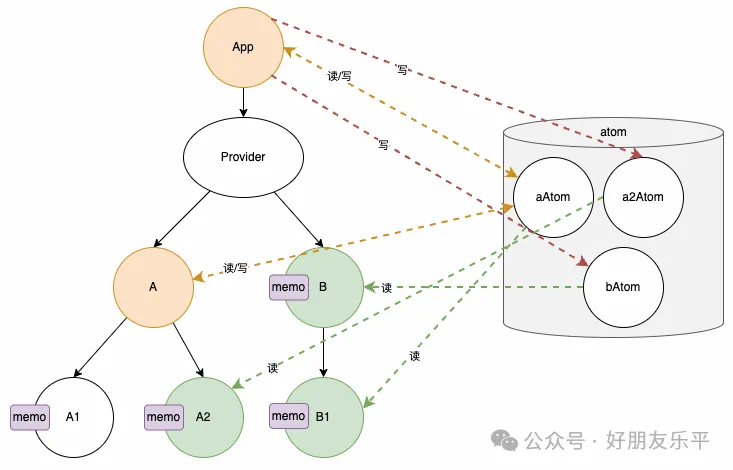 App
写
读/写
atom
写
Provider
aAtom
a2Atom
读/写
A
memo
B
读
bAtom
读
读
memo
A1
memo
A2
memo
B1
公众号 · 好朋友乐平